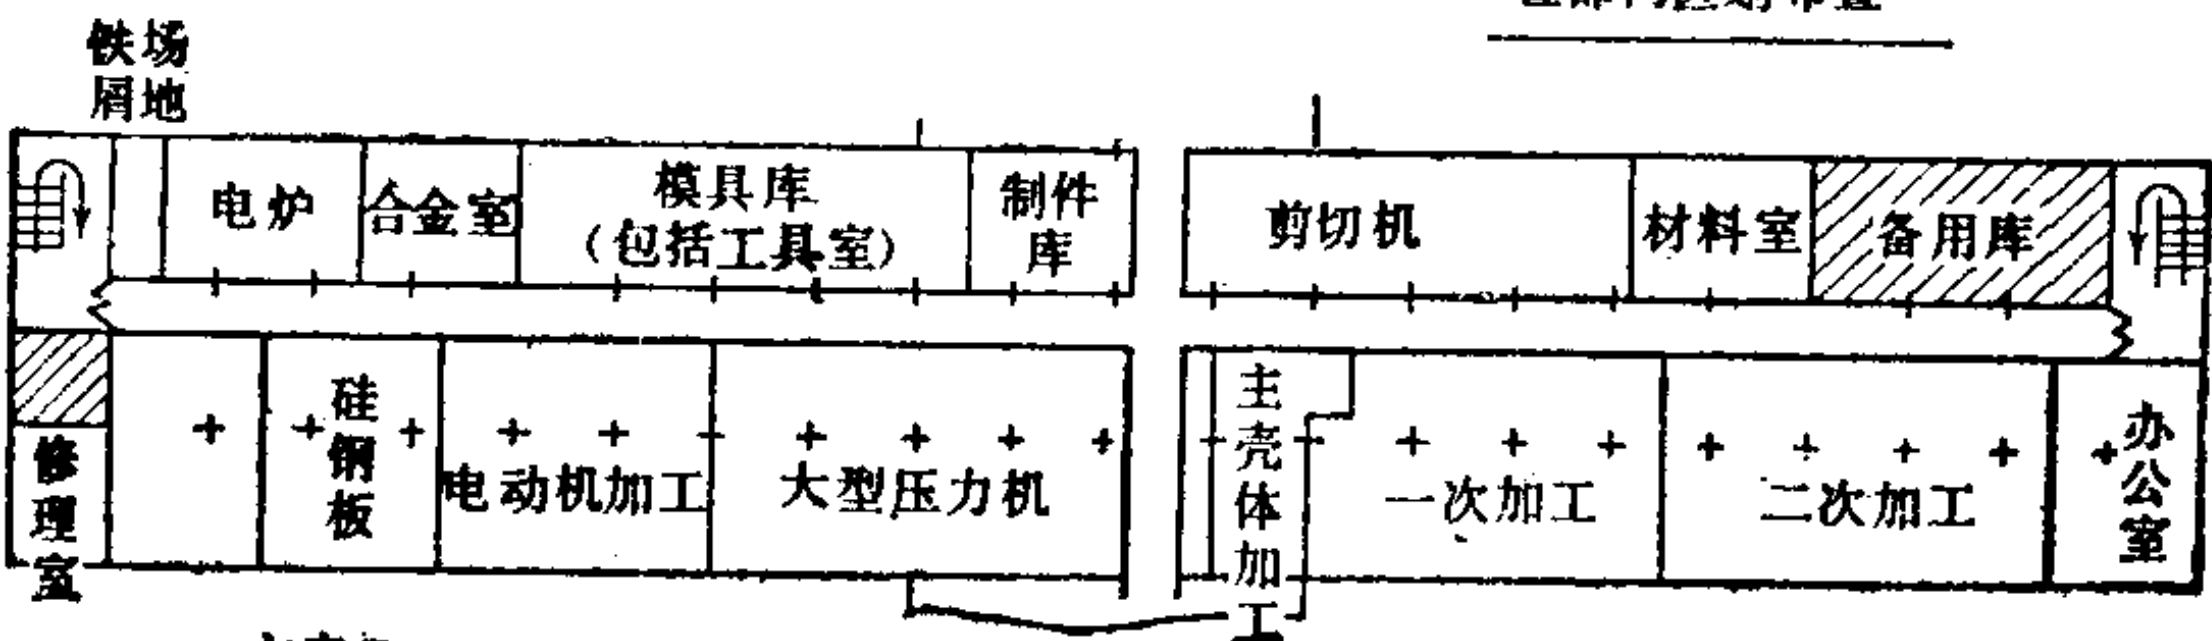 铁场
屑地
电炉
合金室
模具库
(包括工具室)
制件
库
剪切机
材料室
备用库
修理室
硅钢板
电动机加工
大型压力机
主壳体加工
一次加工
二次加工
办公室